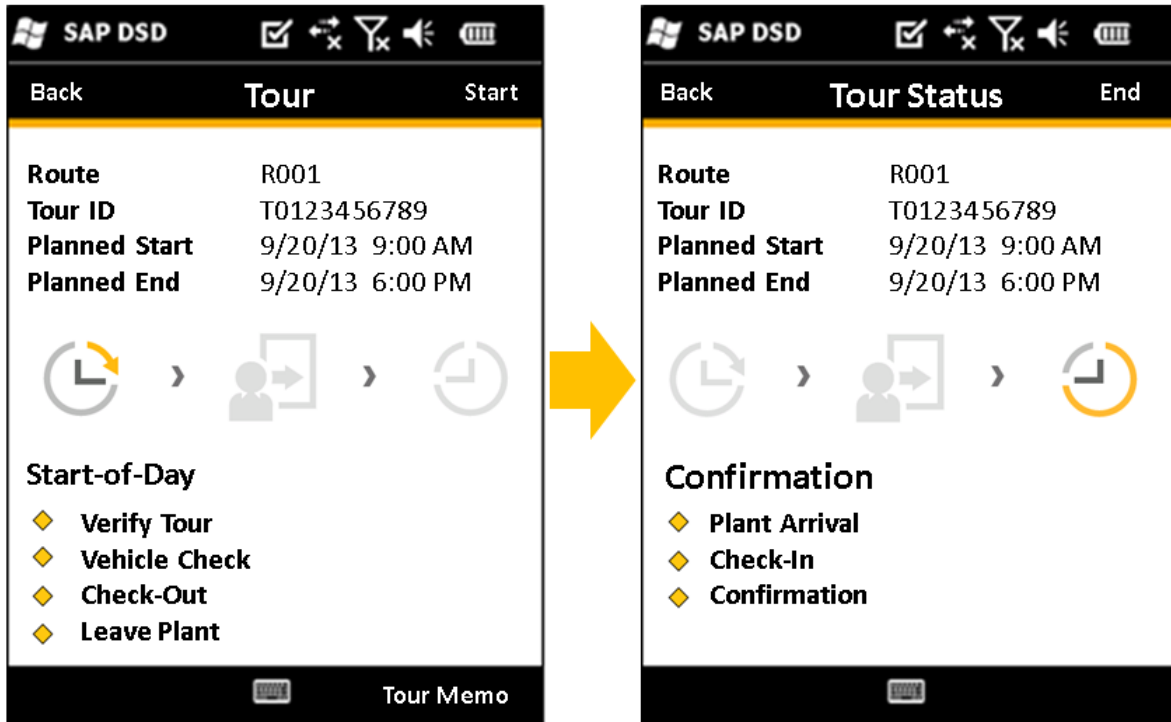 SAP DSD
Back Tour Start
Route R001
Tour ID T0123456789
Planned Start 9/20/13 9:00 AM
Planned End 9/20/13 6:00 PM
Start-of-Day
Verify Tour
Vehicle Check
Check-Out
Leave Plant
Tour Memo
SAP DSD
Back Tour Status End
Route R001
Tour ID T0123456789
Planned Start 9/20/13 9:00 AM
Planned End 9/20/13 6:00 PM
Confirmation
Plant Arrival
Check-In
Confirmation